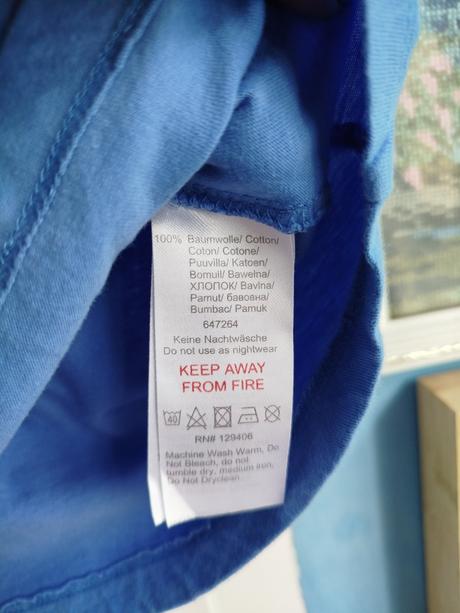 100% Baumwolle/ Cotton/
Coton/ Cotone/
Puuvilla/ Katoen/
Bomuil/ Bawełna/
ХЛОПОК/ Bavlna/
Pamut/ бавовна/
Bumbac/ Pamuk
647264
Keine Nachtwäsche
Do not use as nightwear
KEEP AWAY
FROM FIRE
40
RN# 129406
Machine Wash Warm, Do
Not Bleach, do not
tumble dry, medium sun,
Do Not Dryclean.